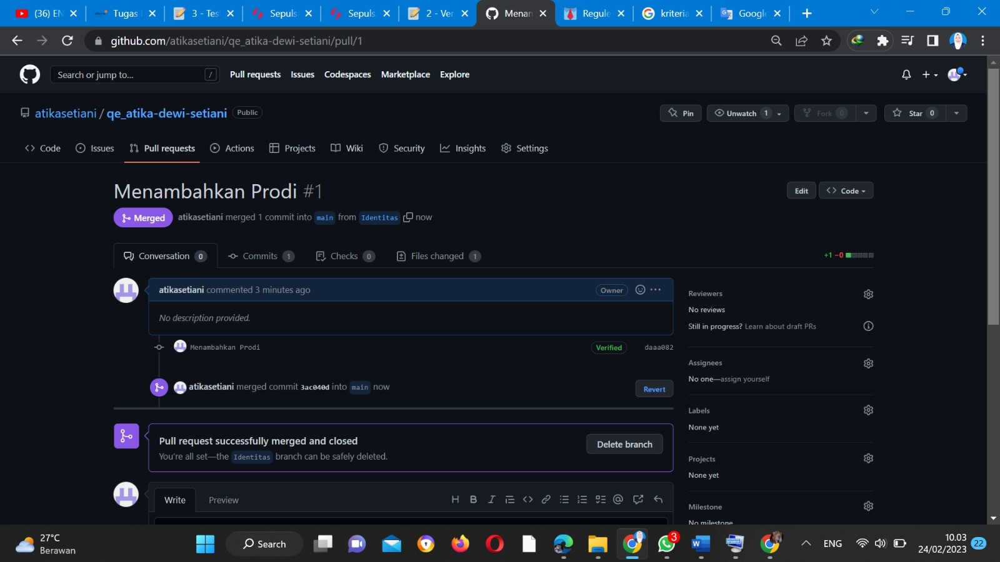 (36) EN
Tugas
3 - Tes
Sepuls
Sepuls
2 - Ver
Menam
Regule
kriteria
Google
github.com/atikasetiani/qe_atika-dewi-setiani/pull/1
Search or jump to...
/
Pull requests
Issues
Codespaces
Marketplace
Explore
atikasetiani / qe_atika-dewi-setiani
Public
Pin
Unwatch 1
Fork 0
Star 0
Code
Issues
Pull requests
Actions
Projects
Wiki
Security
Insights
Settings
Menambahkan Prodi #1
Edit
Code
Merged
atikasetiani merged 1 commit into main from Identitas now
Conversation 0
Commits 1
Checks 0
Files changed 1
+1 −0
atikasetiani commented 3 minutes ago
Owner
No description provided.
Menambahkan Prodi
Verified
daaa082
atikasetiani merged commit 3ac040d into main now
Revert
Pull request successfully merged and closed
You're all set—the Identitas branch can be safely deleted.
Delete branch
Write
Preview
Reviewers
No reviews
Still in progress? Learn about draft PRs
Assignees
No one—assign yourself
Labels
None yet
Projects
None yet
Milestone
No milestone
27°C
Berawan
Search
3
ENG
10.03
24/02/2023
22